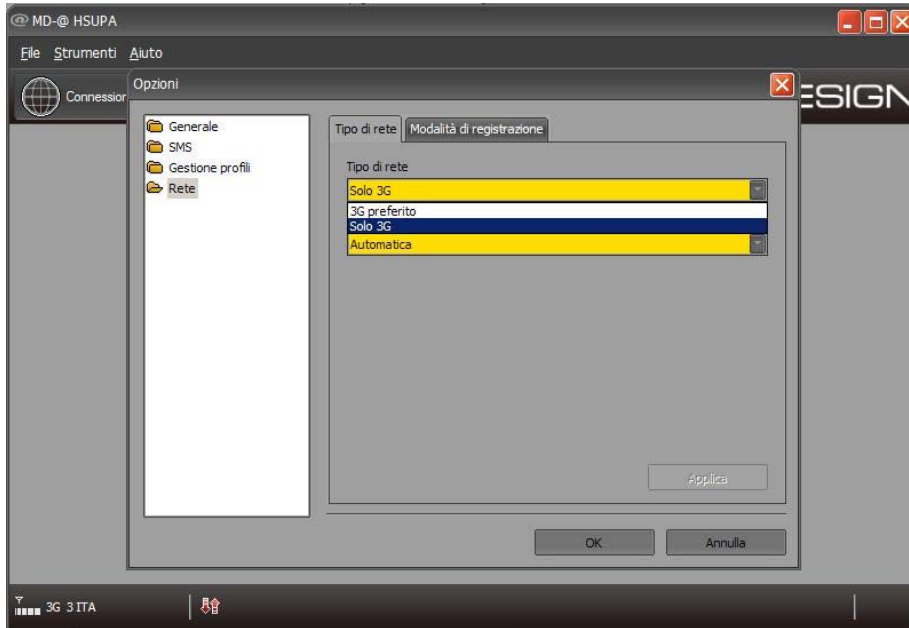 @ MD-@ HSUPA
File Strumenti Aiuto
Connession
ESIGN
Opzioni
Generale
SMS
Gestione profili
Rete
Tipo di rete Modalità di registrazione
Tipo di rete
Solo 3G
3G preferito
Solo 3G
Automatica
Applica
OK Annulla
3G 3 ITA